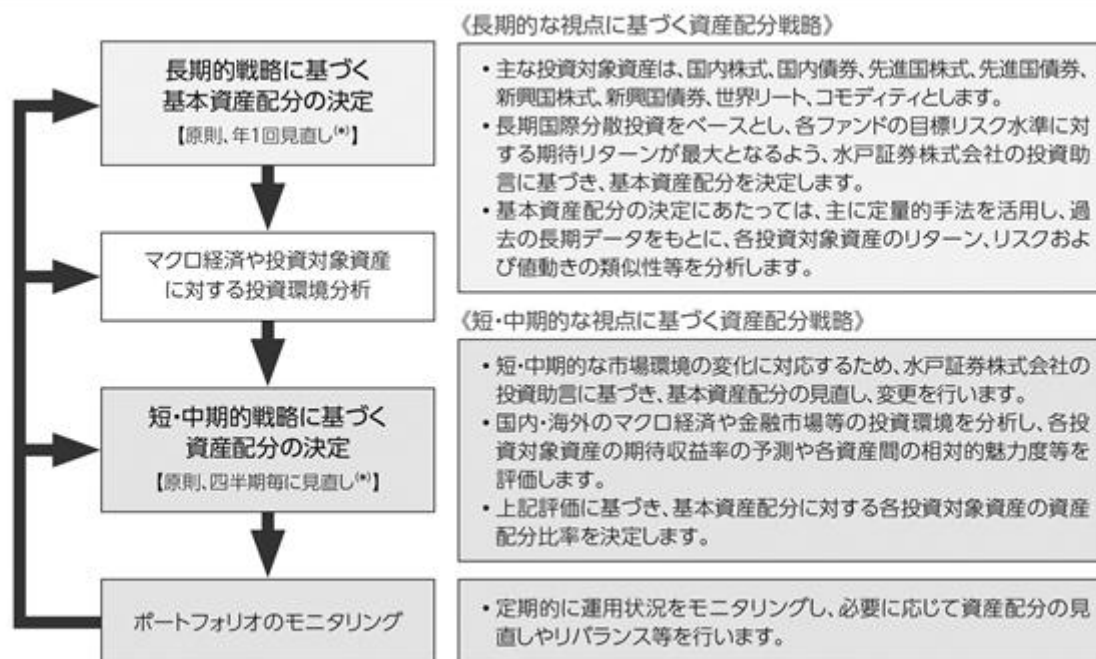 長期的戦略に基づく
基本資産配分の決定
【原則、年1回見直し(*)】
マクロ経済や投資対象資産
に対する投資環境分析
短・中期的戦略に基づく
資産配分の決定
【原則、四半期毎に見直し(*)】
ポートフォリオのモニタリング
《長期的な視点に基づく資産配分戦略》
・主な投資対象資産は、国内株式、国内債券、先進国株式、先進国債券、
新興国株式、新興国債券、世界リート、コモディティとします。
・長期国際分散投資をベースとし、各ファンドの目標リスク水準に対
する期待リターンが最大となるよう、水戸証券株式会社の投資助
言に基づき、基本資産配分を決定します。
・基本資産配分の決定にあたっては、主に定量的手法を活用し、過
去の長期データをもとに、各投資対象資産のリターン、リスクおよ
び値動きの類似性等を分析します。
《短・中期的な視点に基づく資産配分戦略》
・短・中期的な市場環境の変化に対応するため、水戸証券株式会社の
投資助言に基づき、基本資産配分の見直し、変更を行います。
・国内・海外のマクロ経済や金融市場等の投資環境を分析し、各投
資対象資産の期待収益率の予測や各資産間の相対的魅力度等を
評価します。
・上記評価に基づき、基本資産配分に対する各投資対象資産の資産
配分比率を決定します。
・定期的に運用状況をモニタリングし、必要に応じて資産配分の見
直しやリバランス等を行います。